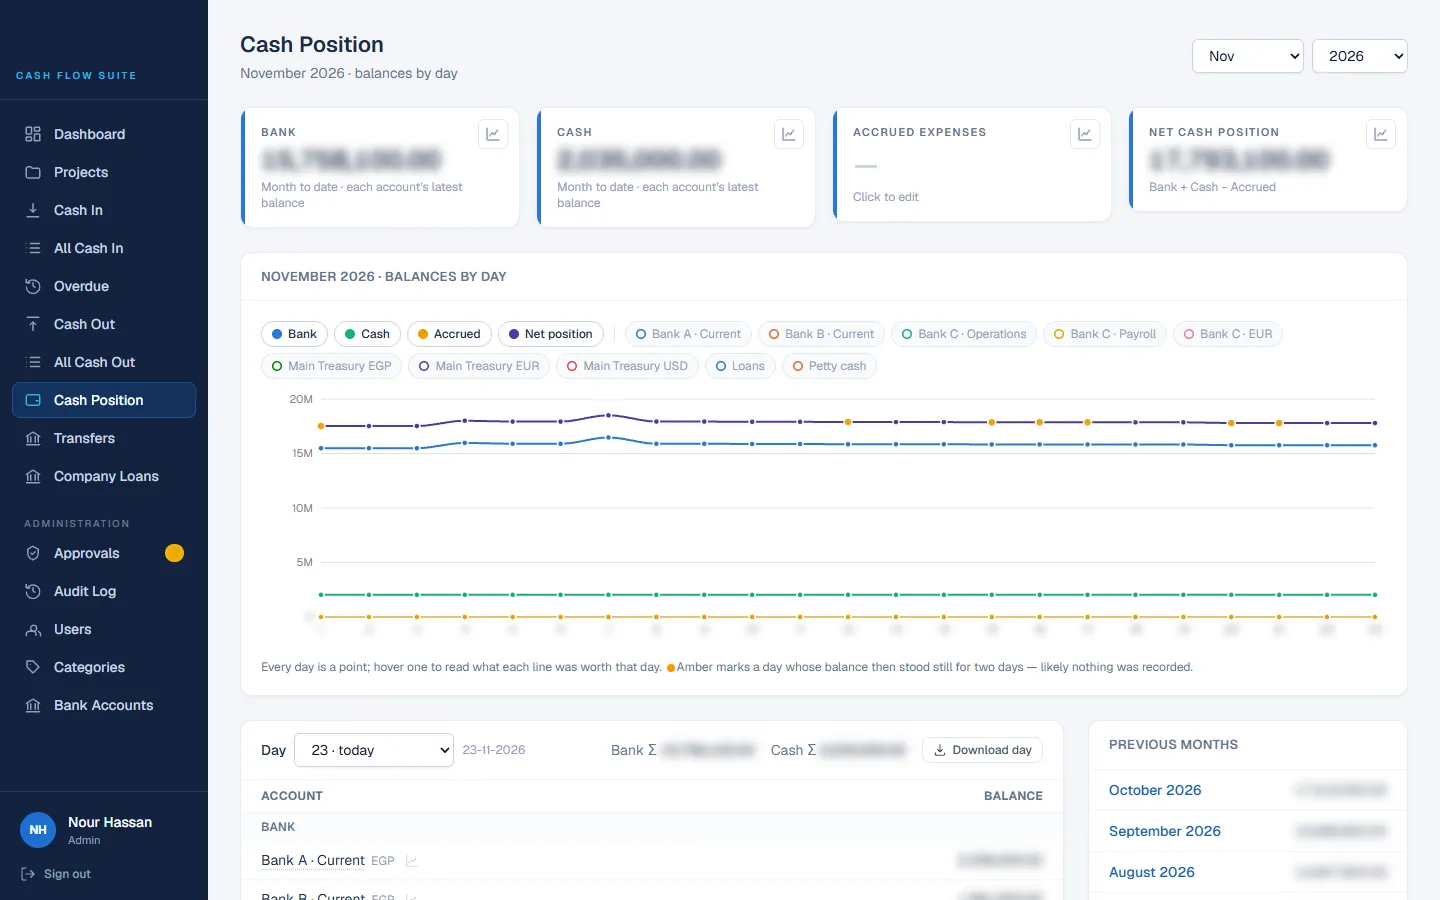 CASH FLOW SUITE
Dashboard
Projects
Cash In
All Cash In
Overdue
Cash Out
All Cash Out
Cash Position
Transfers
Company Loans
ADMINISTRATION
Approvals
Audit Log
Users
Categories
Bank Accounts
NH
Nour Hassan
Admin
Sign out
Cash Position
November 2026 · balances by day
Nov
2026
BANK
Month to date · each account's latest
balance
CASH
Month to date · each account's latest
balance
ACCRUED EXPENSES
—
Click to edit
NET CASH POSITION
Bank + Cash − Accrued
NOVEMBER 2026 · BALANCES BY DAY
Bank Cash Accrued Net position Bank A · Current Bank B · Current Bank C · Operations Bank C · Payroll Bank C · EUR
Main Treasury EGP Main Treasury EUR Main Treasury USD Loans Petty cash
20M
15M
10M
5M
Every day is a point; hover one to read what each line was worth that day. Amber marks a day whose balance then stood still for two days — likely nothing was recorded.
Day 23 · today 23-11-2026 Bank Σ Cash Σ Download day
ACCOUNT BALANCE
BANK
Bank A · Current EGP
Bank B · Current EGP
PREVIOUS MONTHS
October 2026
September 2026
August 2026